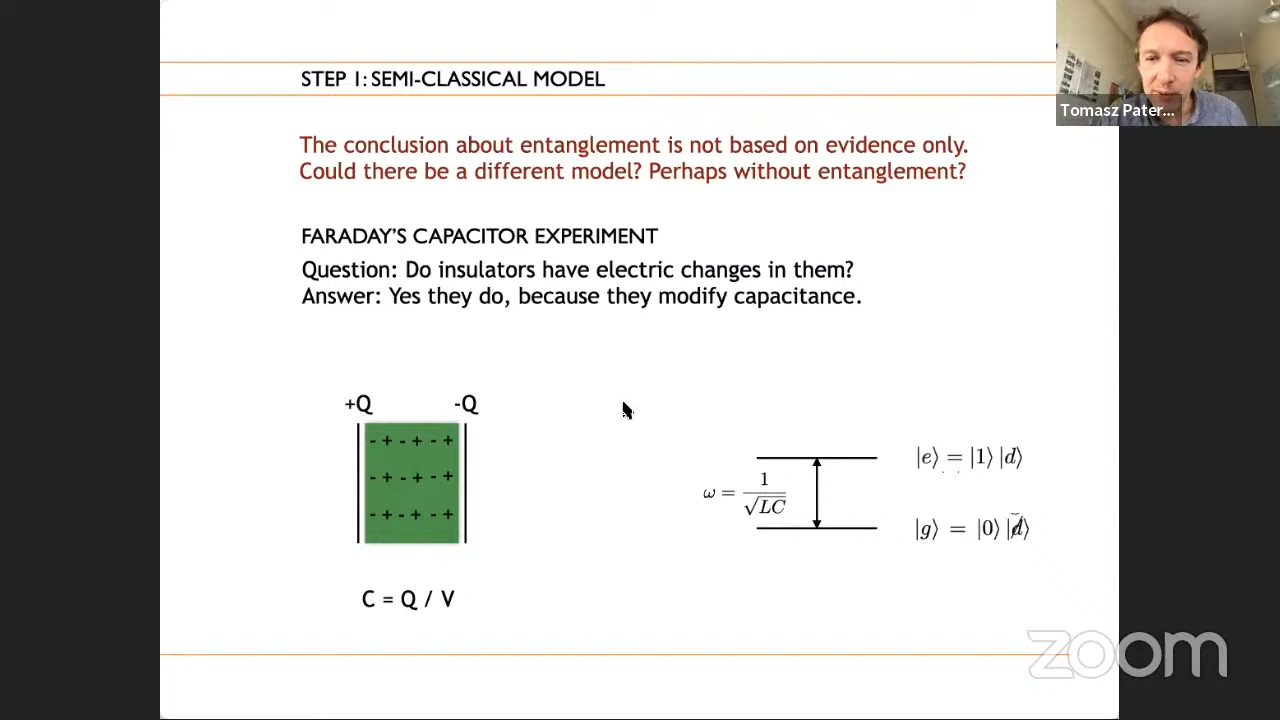 STEP 1: SEMI-CLASSICAL MODEL
Tomasz Pater...
The conclusion about entanglement is not based on evidence only.
Could there be a different model? Perhaps without entanglement?
FARADAY'S CAPACITOR EXPERIMENT
Question: Do insulators have electric changes in them?
Answer: Yes they do, because they modify capacitance.
+Q -Q
- + - + - +
- + - + - +
- + - + - +
C = Q / V
|e⟩ = |1⟩ |d⟩
ω = 1/√LC
|g⟩ = |0⟩ |d̸⟩
zoom